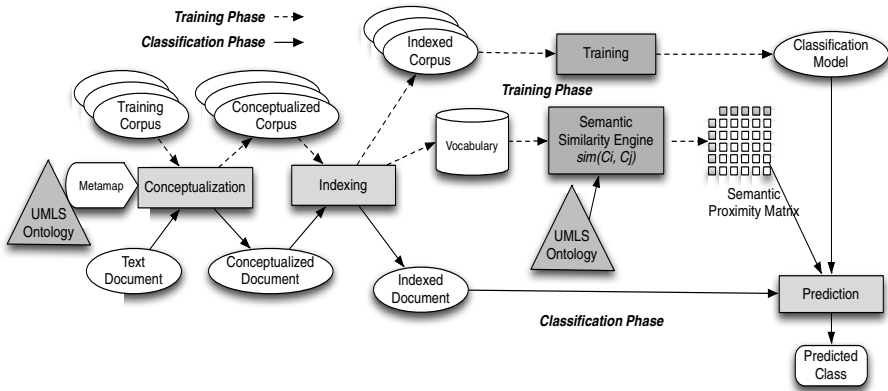 Training Phase
Classification Phase
Indexed
Corpus
Training
Classification
Model
Training Phase
Training
Corpus
Conceptualized
Corpus
Vocabulary
Semantic
Similarity Engine
sim(Ci, Cj)
Metamap
Conceptualization
Indexing
Semantic
Proximity Matrix
UMLS
Ontology
UMLS
Ontology
Text
Document
Conceptualized
Document
Indexed
Document
Prediction
Classification Phase
Predicted
Class